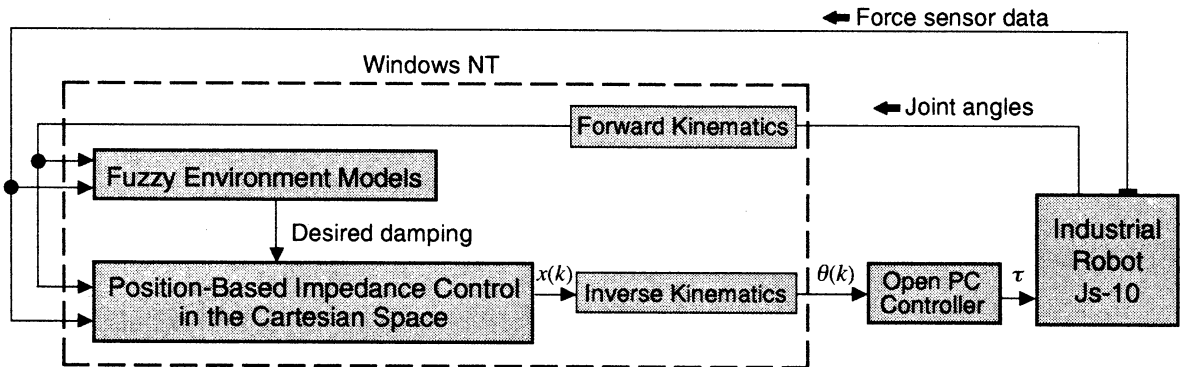 Force sensor data
Windows NT
Joint angles
Forward Kinematics
Fuzzy Environment Models
Desired damping
Industrial
Robot
Js-10
Position-Based Impedance Control
in the Cartesian Space
x(k)
Inverse Kinematics
θ(k)
Open PC
Controller
τ